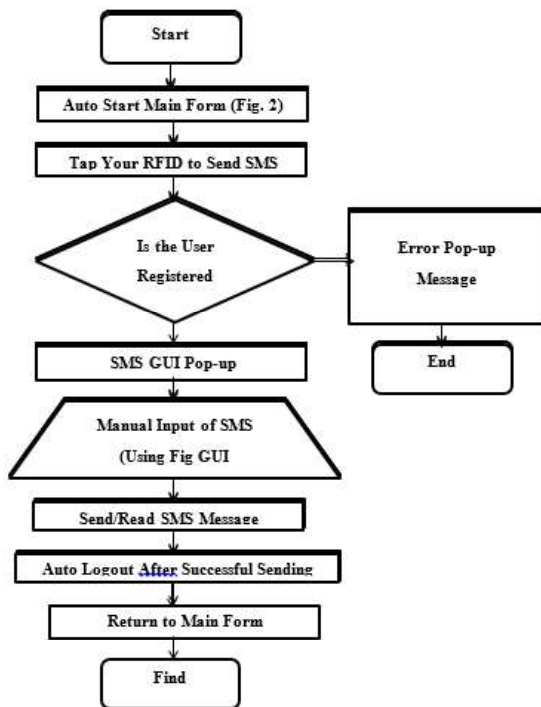 Start
Auto Start Main Form (Fig. 2)
Tap Your RFID to Send SMS
Is the User
Registered
Error Pop-up
Message
End
SMS GUI Pop-up
Manual Input of SMS
(Using Fig GUI
Send/Read SMS Message
Auto Logout After Successful Sending
Return to Main Form
Find